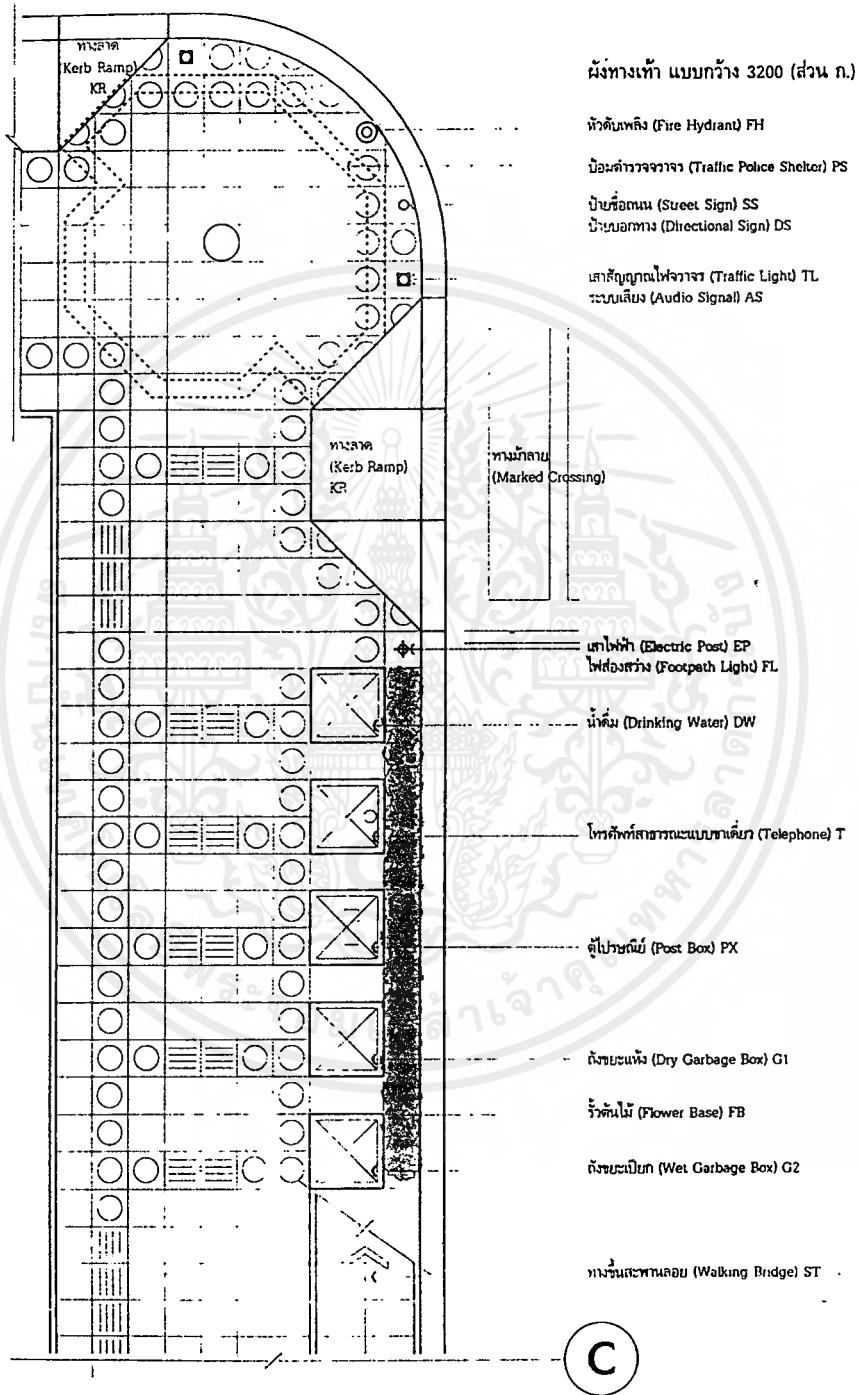 ผังทางเท้า แบบกว้าง 3200 (ส่วน ก.)
ทางลาด
(Kerb Ramp)
KR
หัวดับเพลิง (Fire Hydrant) FH
ป้อมตำรวจจราจร (Traffic Police Shelter) PS
ป้ายชื่อถนน (Street Sign) SS
ป้ายบอกทาง (Directional Sign) DS
เสาสัญญาณไฟจราจร (Traffic Light) TL
ระบบเสียง (Audio Signal) AS
ทางลาด
(Kerb Ramp)
KR
ทางม้าลาย
(Marked Crossing)
เสาไฟฟ้า (Electric Post) EP
ไฟส่องสว่าง (Footpath Light) FL
น้ำดื่ม (Drinking Water) DW
โทรศัพท์สาธารณะแบบขาเดี่ยว (Telephone) T
ตู้ไปรษณีย์ (Post Box) PX
ถังขยะแห้ง (Dry Garbage Box) G1
รั้วต้นไม้ (Flower Base) FB
ถังขยะเปียก (Wet Garbage Box) G2
ทางขึ้นสะพานลอย (Walking Bridge) ST
C